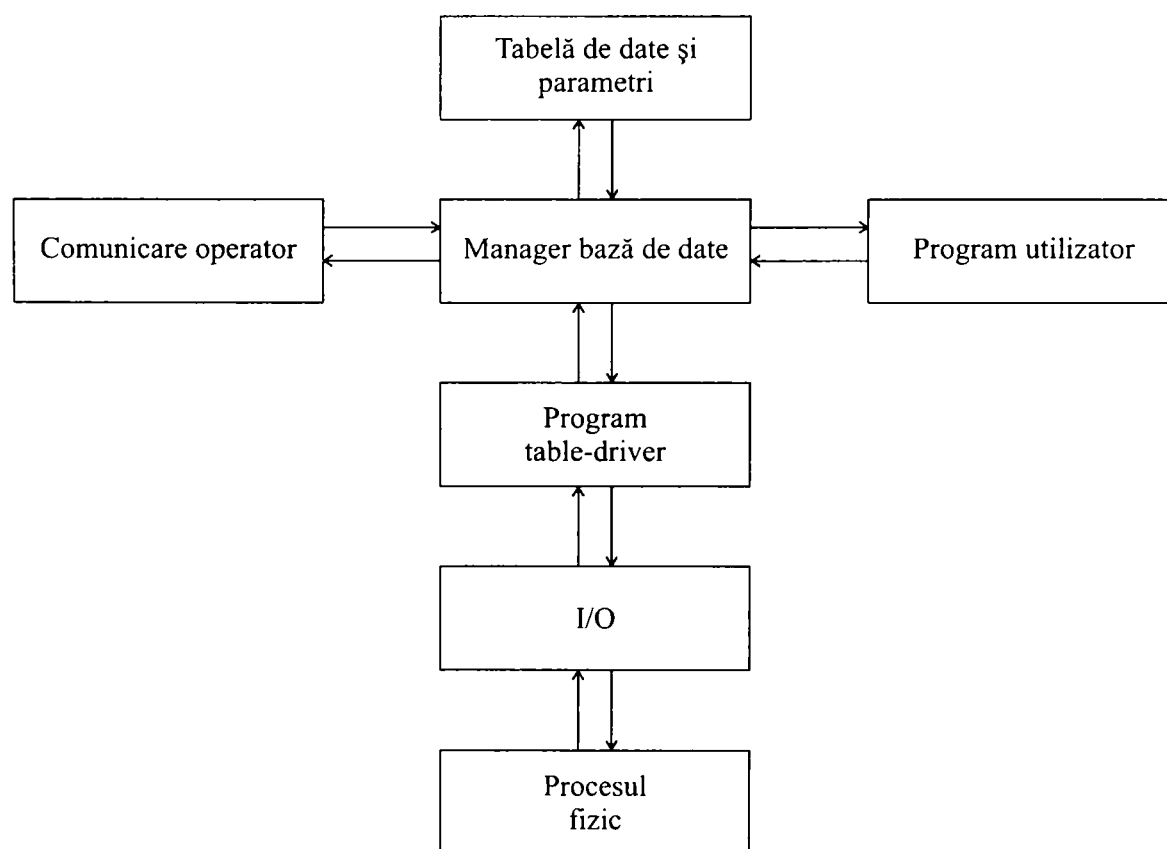 Tabelă de date şi
parametri
Comunicare operator
Manager bază de date
Program utilizator
Program
table-driver
I/O
Procesul
fizic